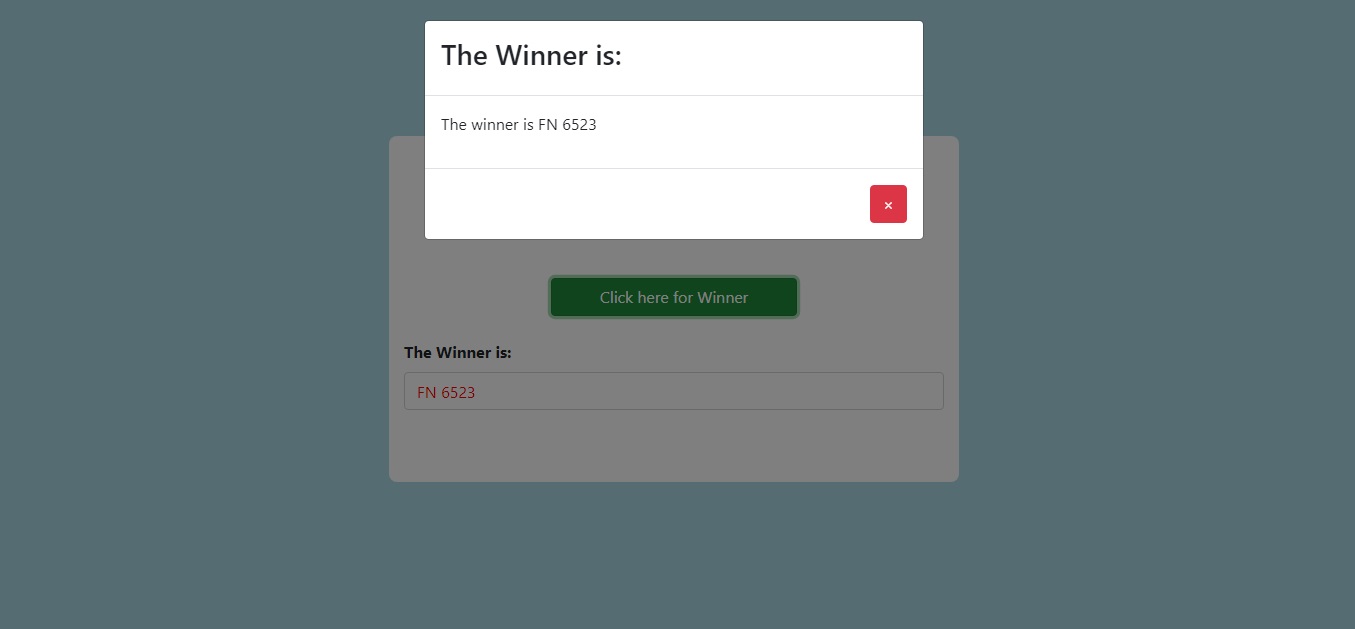 The Winner is:
The winner is FN 6523
×
Click here for Winner
The Winner is:
FN 6523